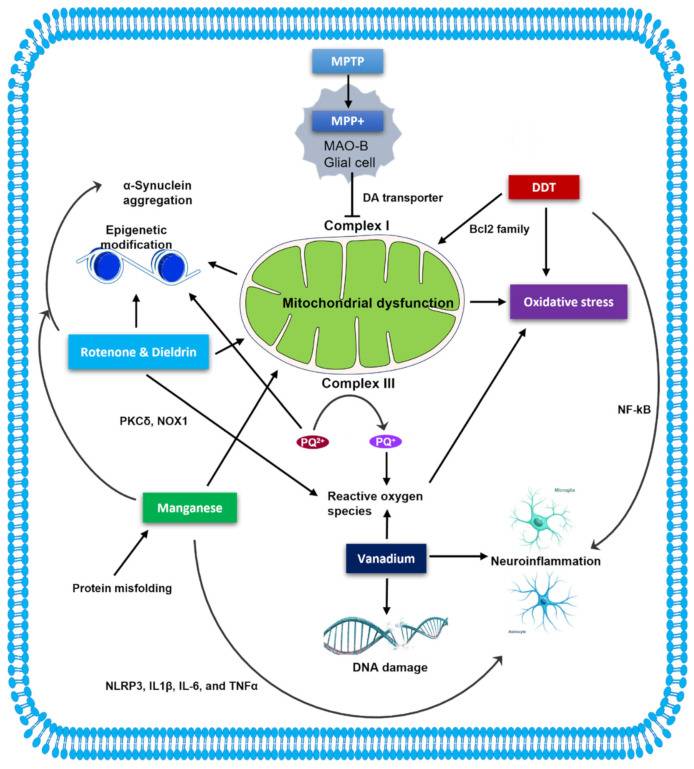 MPTP
MPP+
MAO-B
Glial cell
DA transporter
DDT
α-Synuclein
aggregation
Bcl2 family
Complex I
Epigenetic
modification
Mitochondrial dysfunction
Oxidative stress
Rotenone & Dieldrin
Complex III
NF-kB
PKCδ, NOX1
PQ²⁺
PQ⁺
Reactive oxygen
species
Microglia
Manganese
Vanadium
Neuroinflammation
Protein misfolding
Astrocyte
DNA damage
NLRP3, IL1β, IL-6, and TNFα